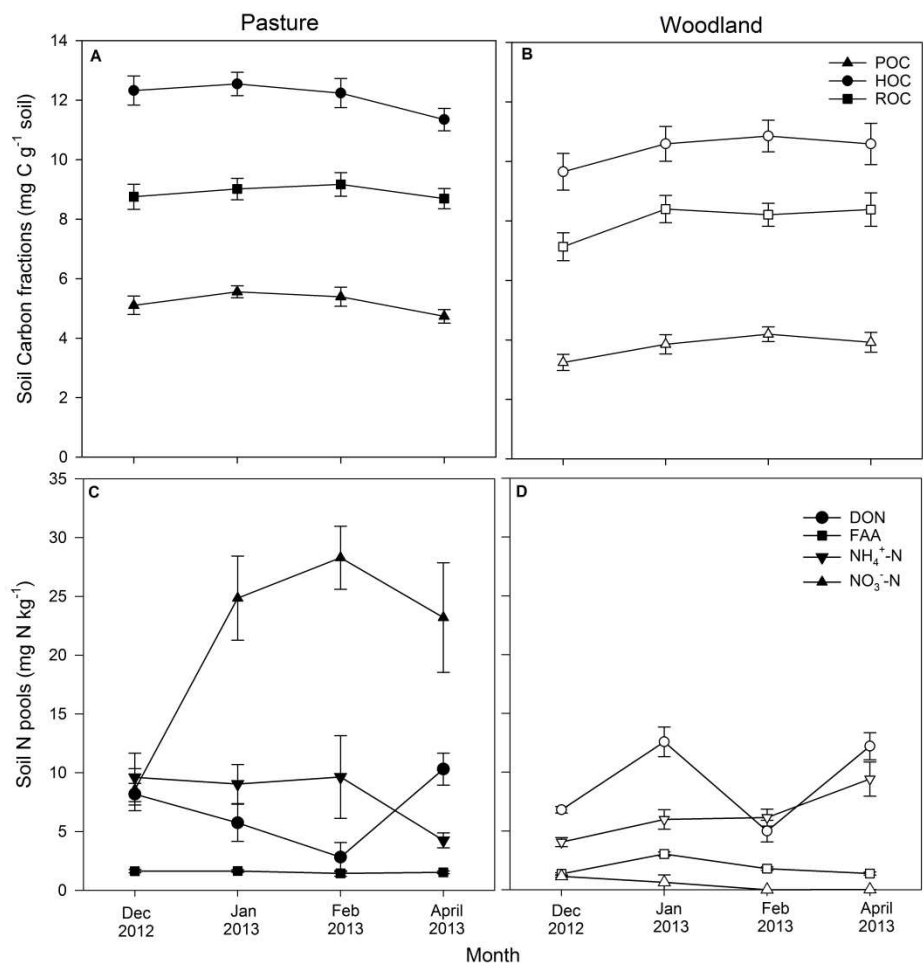 Pasture
Woodland
Soil Carbon fractions (mg C g⁻¹ soil)
14
12
10
8
6
4
2
0
A
B
POC
HOC
ROC
Soil N pools (mg N kg⁻¹)
35
30
25
20
15
10
5
0
C
D
DON
FAA
NH₄⁺-N
NO₃⁻-N
Dec
2012
Jan
2013
Feb
2013
April
2013
Dec
2012
Jan
2013
Feb
2013
April
2013
Month